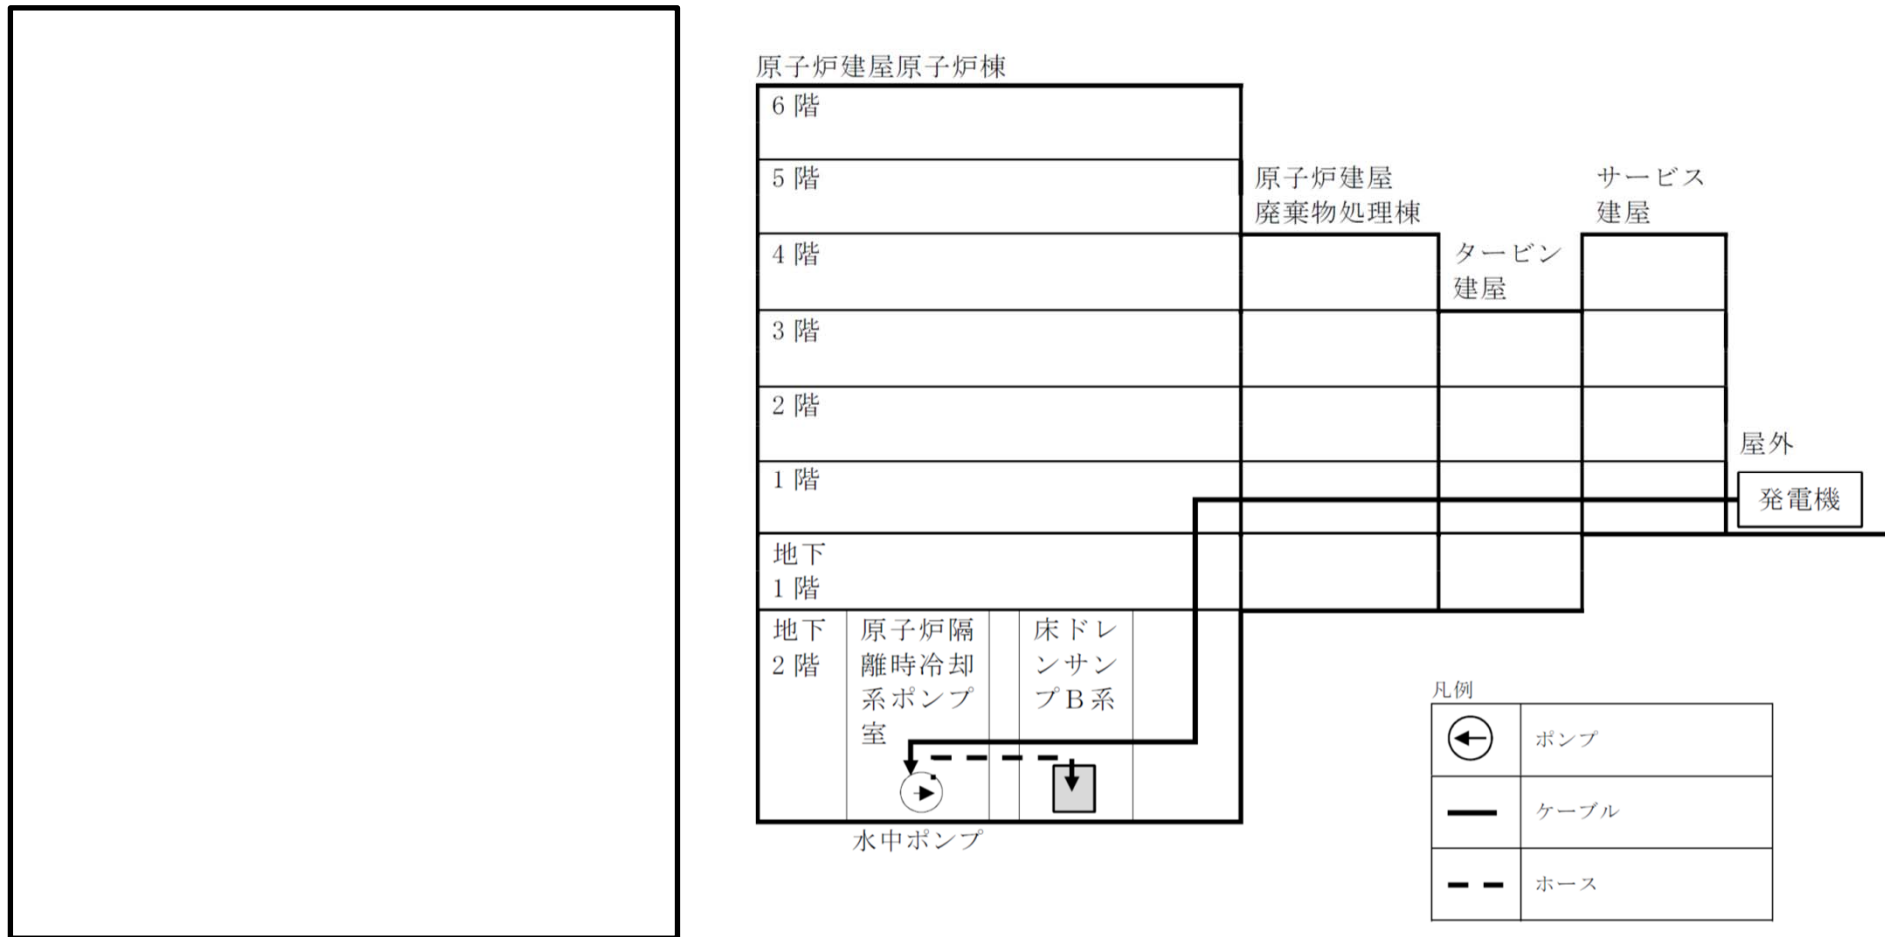 原子炉建屋原子炉棟
6 階
5 階
4 階
3 階
2 階
1 階
地下
1 階
地下
2 階
原子炉隔
離時冷却
系ポンプ
室
床ドレ
ンサン
プB系
水中ポンプ
原子炉建屋
廃棄物処理棟
タービン
建屋
サービス
建屋
屋外
発電機
凡例
ポンプ
ケーブル
ホース